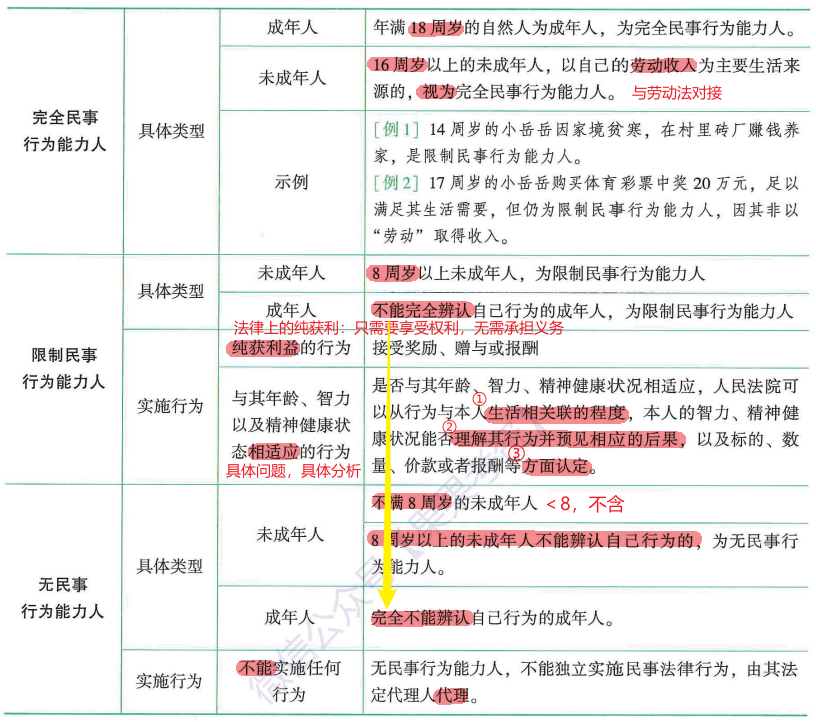 成年人
年满 18 周岁的自然人为成年人，为完全民事行为能力人。
完全民事
行为能力人
具体类型
未成年人
16 周岁以上的未成年人，以自己的劳动收入为主要生活来
源的，视为完全民事行为能力人。 与劳动法对接
示例
［例 1］14 周岁的小岳岳因家境贫寒，在村里砖厂赚钱养
家，是限制民事行为能力人。
［例 2］17 周岁的小岳岳购买体育彩票中奖 20 万元，足以
满足其生活需要，但仍为限制民事行为能力人，因其非以
“劳动”取得收入。
限制民事
行为能力人
具体类型
未成年人
8 周岁以上未成年人，为限制民事行为能力人
成年人
不能完全辨认自己行为的成年人，为限制民事行为能力人
法律上的纯获利：只需要享受权利，无需承担义务
实施行为
纯获利益的行为
接受奖励、赠与或报酬
与其年龄、智力
以及精神健康状
态相适应的行为
具体问题，具体分析
是否与其年龄、智力、精神健康状况相适应，人民法院可
①
以从行为与本人生活相关联的程度，本人的智力、精神健
②
康状况能否理解其行为并预见相应的后果，以及标的、数
③
量、价款或者报酬等方面认定。
无民事
行为能力人
具体类型
未成年人
不满 8 周岁的未成年人 ＜8，不含
8 周岁以上的未成年人不能辨认自己行为的，为无民事行
为能力人。
成年人
完全不能辨认自己行为的成年人。
实施行为
不能实施任何
行为
无民事行为能力人，不能独立实施民事法律行为，由其法
定代理人代理。